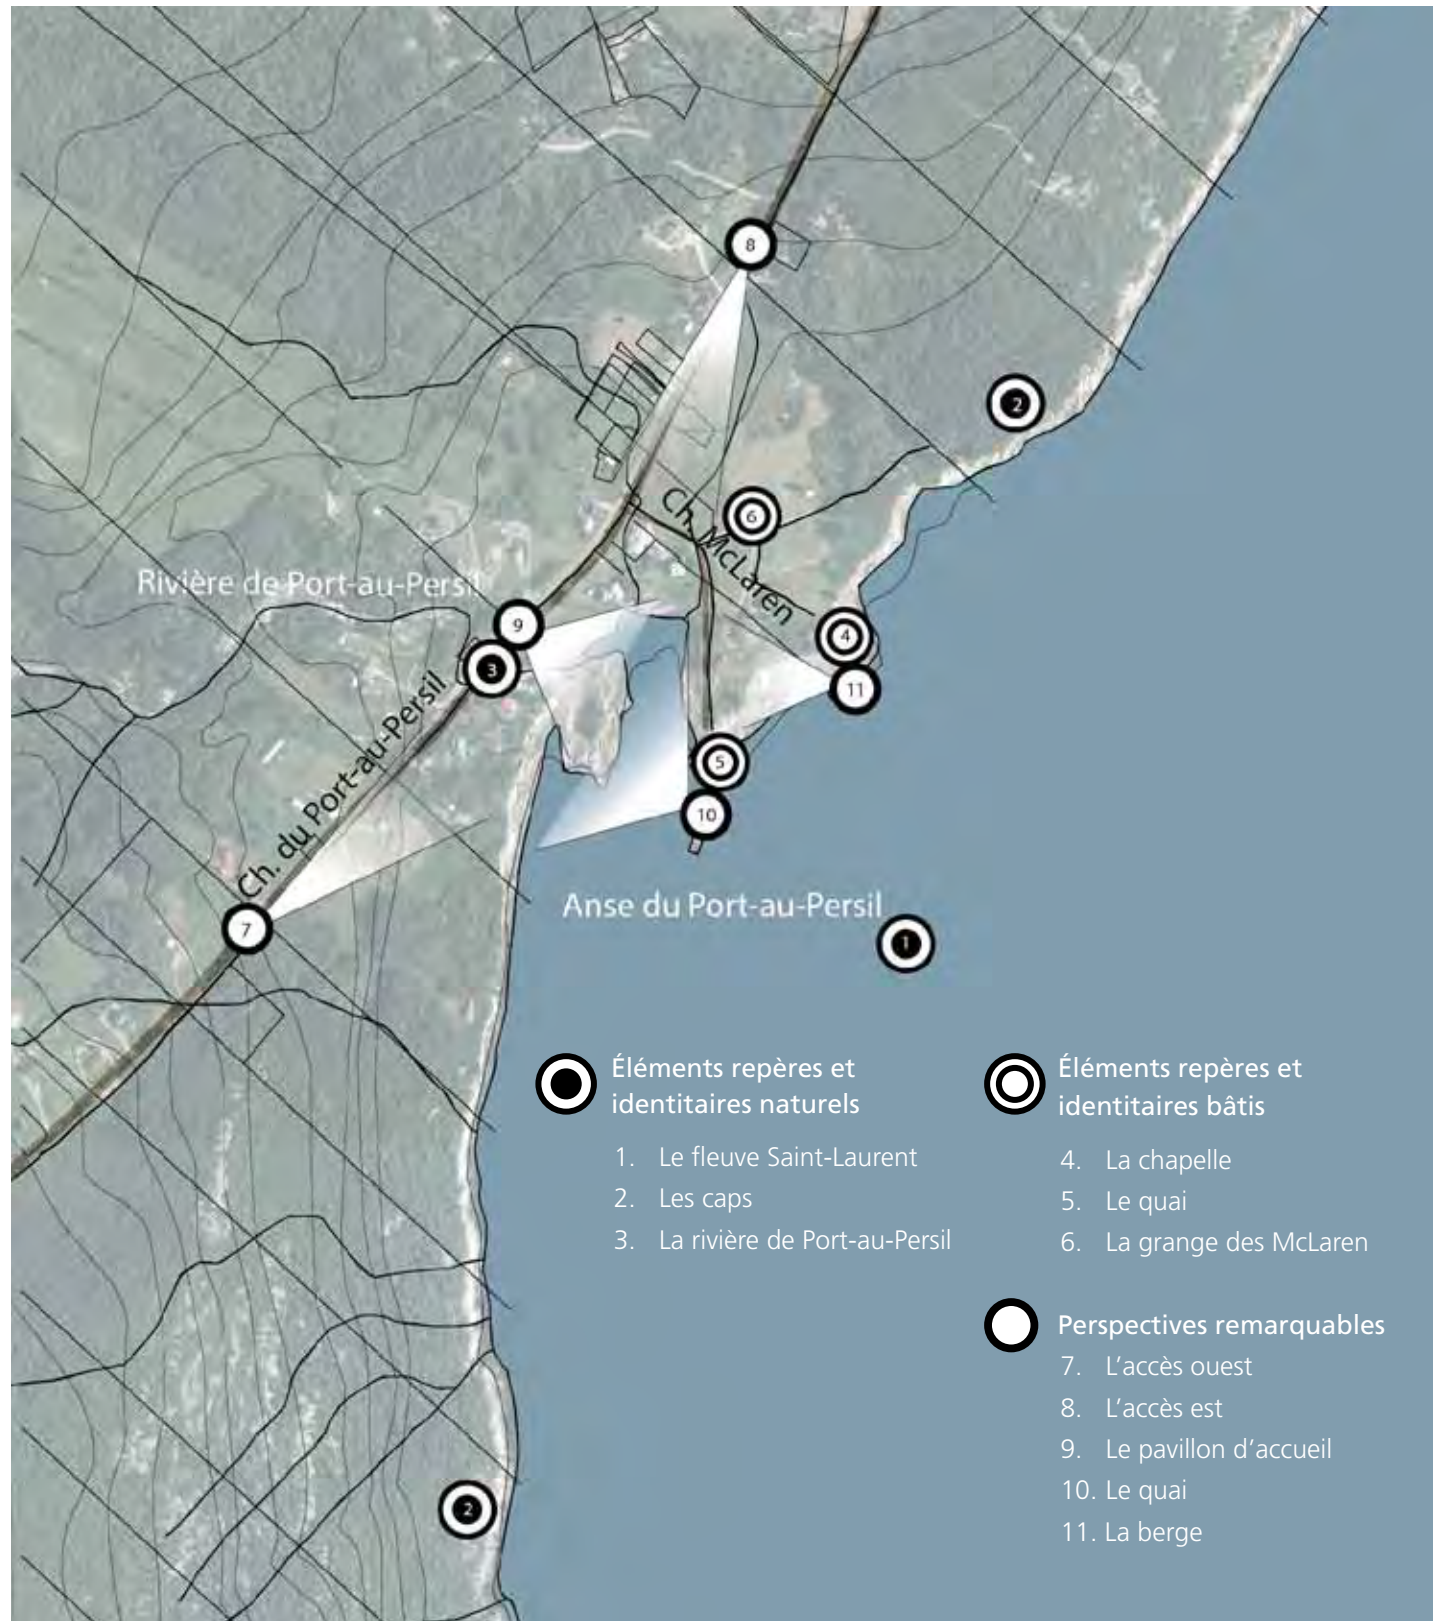 8
2
6
Ch. McLaren
Rivière de Port-au-Persil
9
4
3
11
Ch. du Port-au-Persil
5
10
7
Anse du Port-au-Persil
1
Éléments repères et
identitaires naturels
1. Le fleuve Saint-Laurent
2. Les caps
3. La rivière de Port-au-Persil
Éléments repères et
identitaires bâtis
4. La chapelle
5. Le quai
6. La grange des McLaren
Perspectives remarquables
7. L’accès ouest
8. L’accès est
9. Le pavillon d’accueil
10. Le quai
11. La berge
2